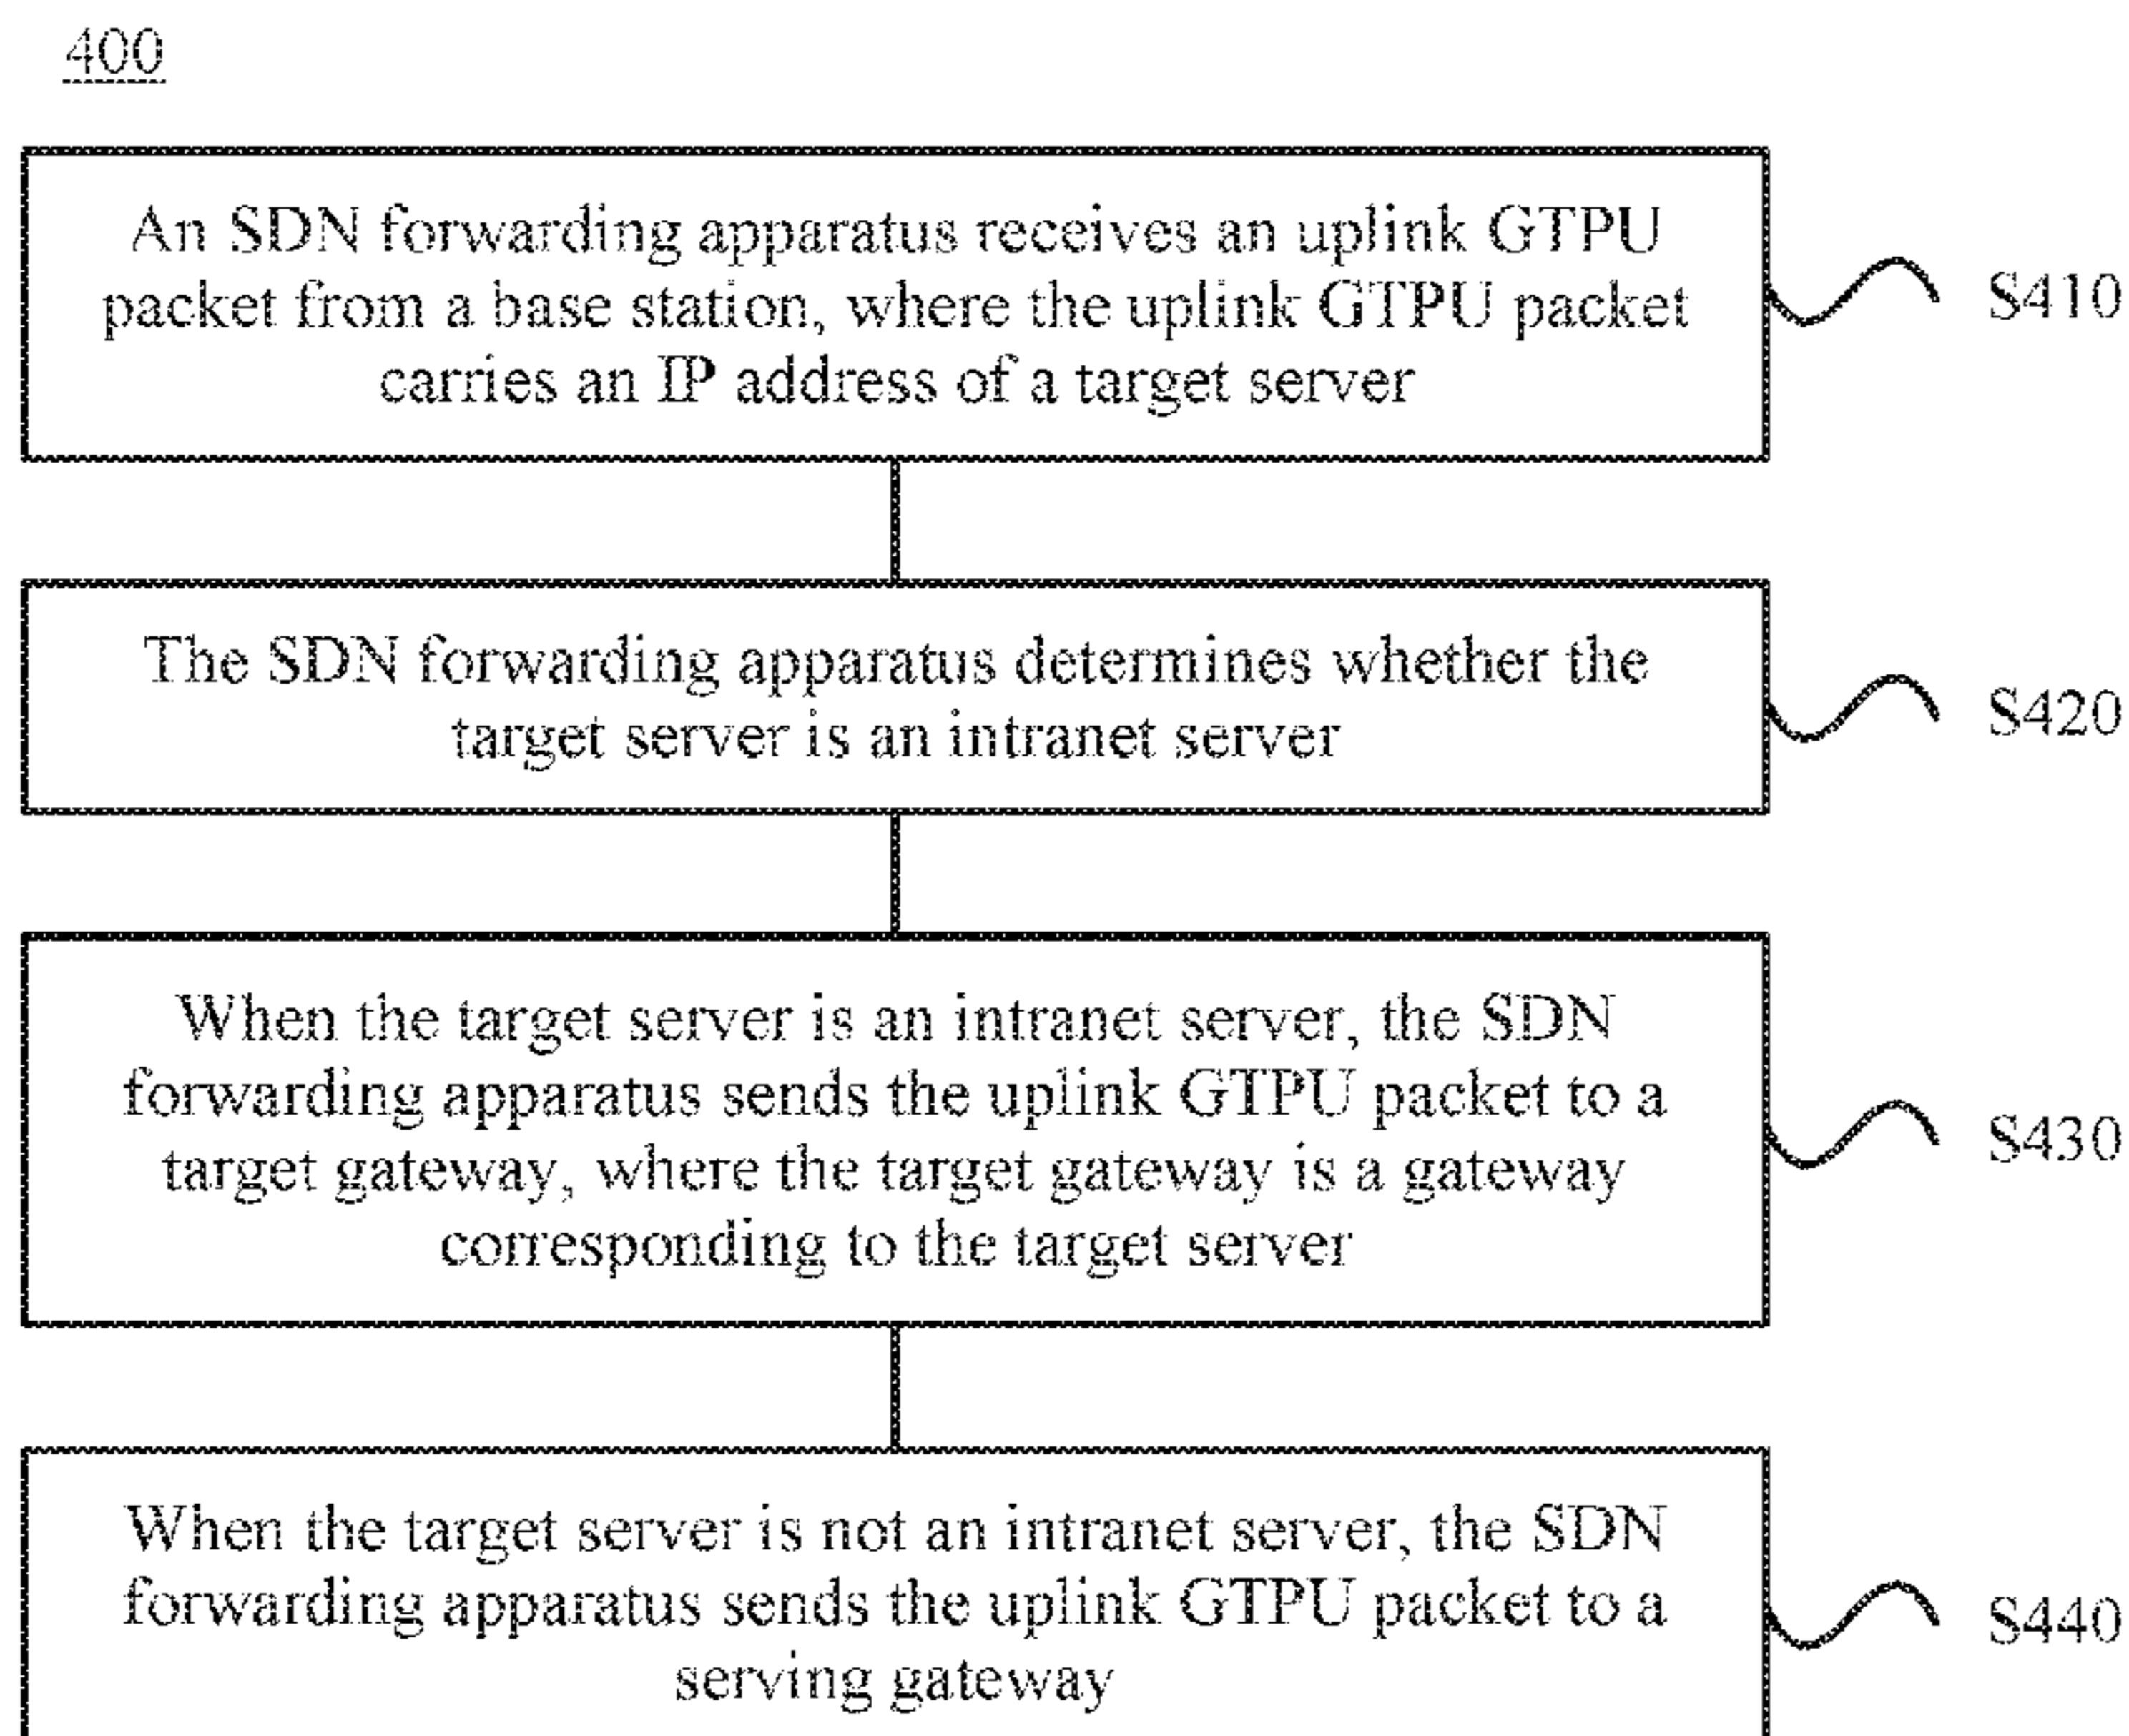 400
An SDN forwarding apparatus receives an uplink GTPU
packet from a base station, where the uplink GTPU packet
carries an IP address of a target server
S410
The SDN forwarding apparatus determines whether the
target server is an intranet server
S420
When the target server is an intranet server, the SDN
forwarding apparatus sends the uplink GTPU packet to a
target gateway, where the target gateway is a gateway
corresponding to the target server
S430
When the target server is not an intranet server, the SDN
forwarding apparatus sends the uplink GTPU packet to a
serving gateway
S440